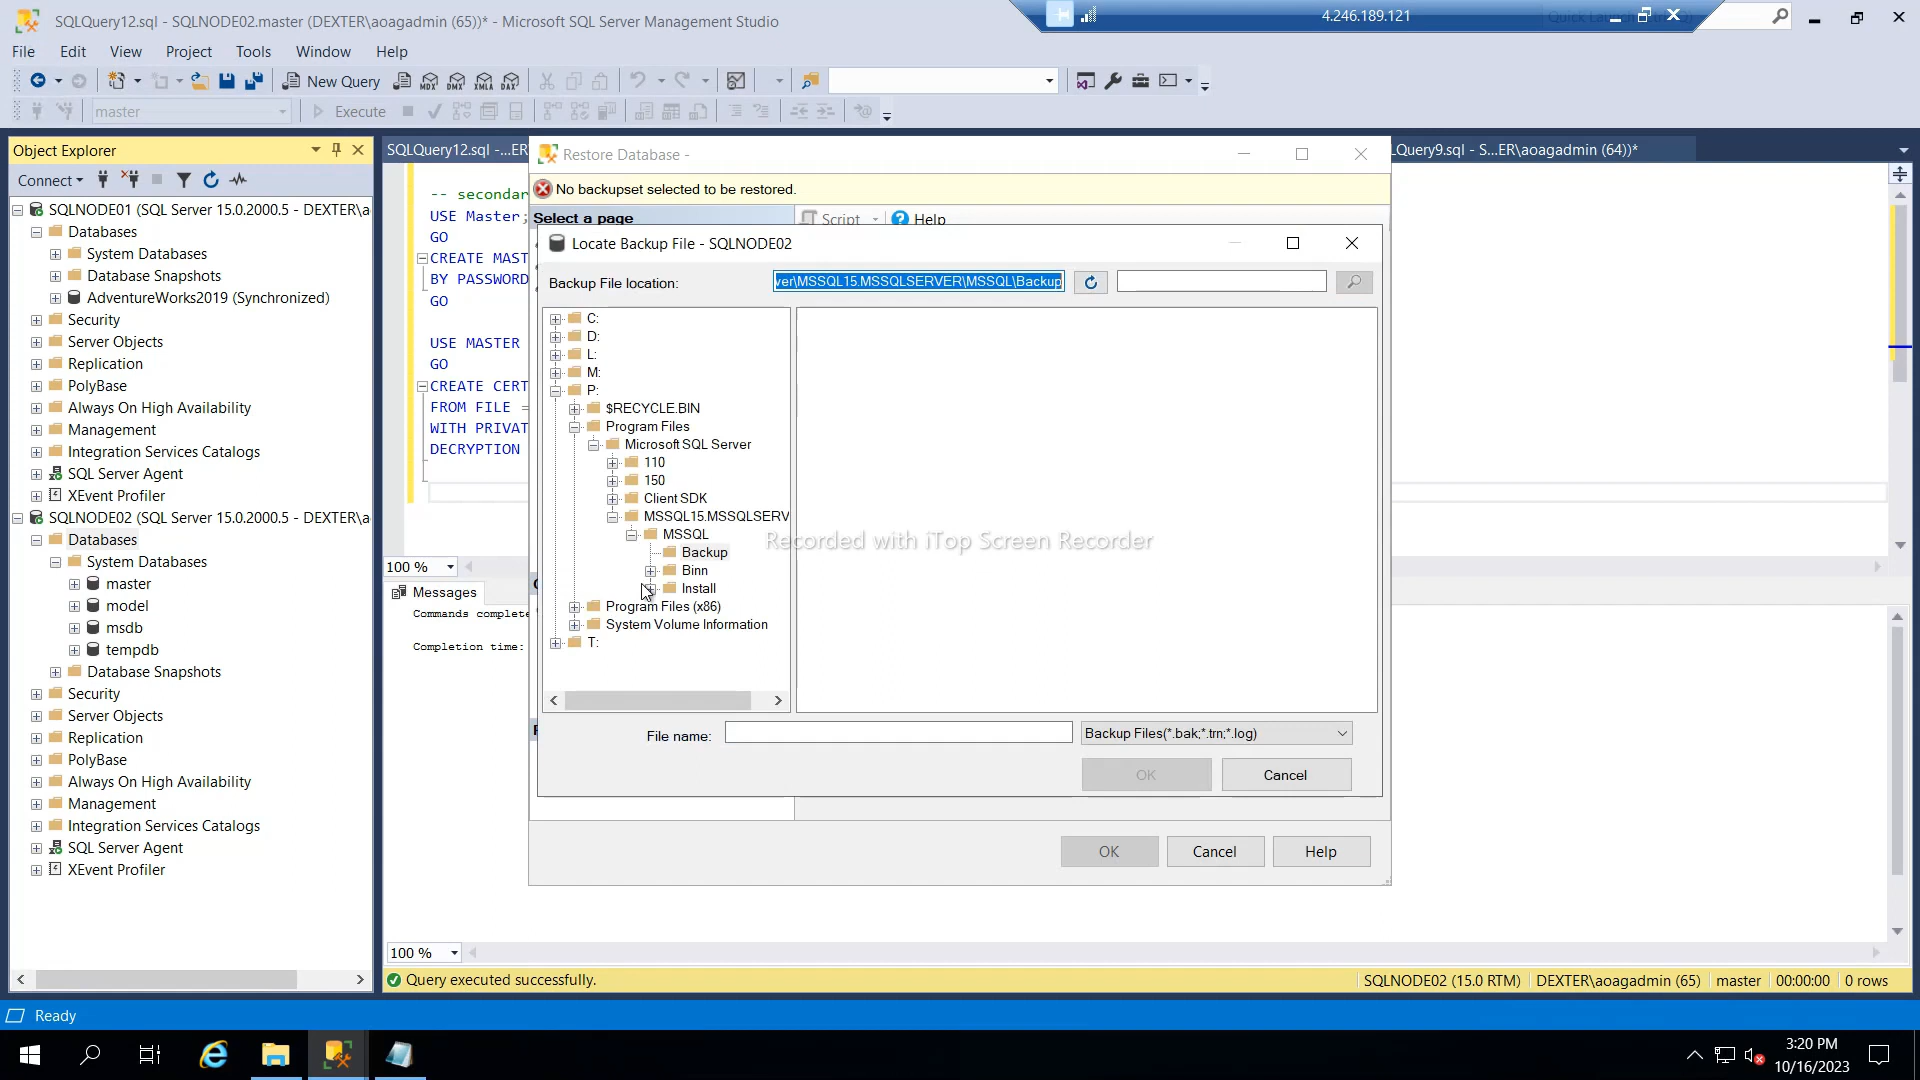 SQLQuery12.sql - SQLNODE02.master (DEXTER\aoagadmin (65))* - Microsoft SQL Server Management Studio
4.246.189.121
File Edit View Project Tools Window Help
New Query
MDX DMX XMLA DAX
master
Execute
Object Explorer
Connect
SQLNODE01 (SQL Server 15.0.2000.5 - DEXTER\a
Databases
System Databases
Database Snapshots
AdventureWorks2019 (Synchronized)
Security
Server Objects
Replication
PolyBase
Always On High Availability
Management
Integration Services Catalogs
SQL Server Agent
XEvent Profiler
SQLNODE02 (SQL Server 15.0.2000.5 - DEXTER\a
Databases
System Databases
master
model
msdb
tempdb
Database Snapshots
Security
Server Objects
Replication
PolyBase
Always On High Availability
Management
Integration Services Catalogs
SQL Server Agent
XEvent Profiler
SQLQuery12.sql -...ER
LQuery9.sql - S...ER\aoagadmin (64))*
-- secondar
USE Master;
GO
CREATE MAST
BY PASSWORD
GO
USE MASTER
GO
CREATE CERT
FROM FILE =
WITH PRIVAT
DECRYPTION
100 %
Messages
Commands complete
Completion time:
100 %
Restore Database -
No backupset selected to be restored.
Select a page
Script
Help
Locate Backup File - SQLNODE02
Backup File location:
ver\MSSQL15.MSSQLSERVER\MSSQL\Backup
C:
D:
L:
M:
P:
$RECYCLE.BIN
Program Files
Microsoft SQL Server
110
150
Client SDK
MSSQL15.MSSQLSERV
MSSQL
Backup
Binn
Install
Program Files (x86)
System Volume Information
T:
Recorded with iTop Screen Recorder
File name:
Backup Files(*.bak;*.trn;*.log)
OK
Cancel
OK
Cancel
Help
Query executed successfully.
SQLNODE02 (15.0 RTM)
DEXTER\aoagadmin (65)
master
00:00:00
0 rows
Ready
3:20 PM
10/16/2023